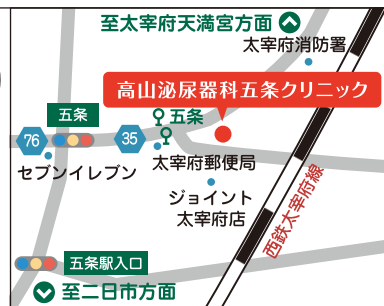 至太宰府天満宮方面
太宰府消防署
高山泌尿器科五条クリニック
五条
五条
76
35
セブンイレブン
太宰府郵便局
ジョイント
太宰府店
西鉄太宰府線
五条駅入口
至二日市方面